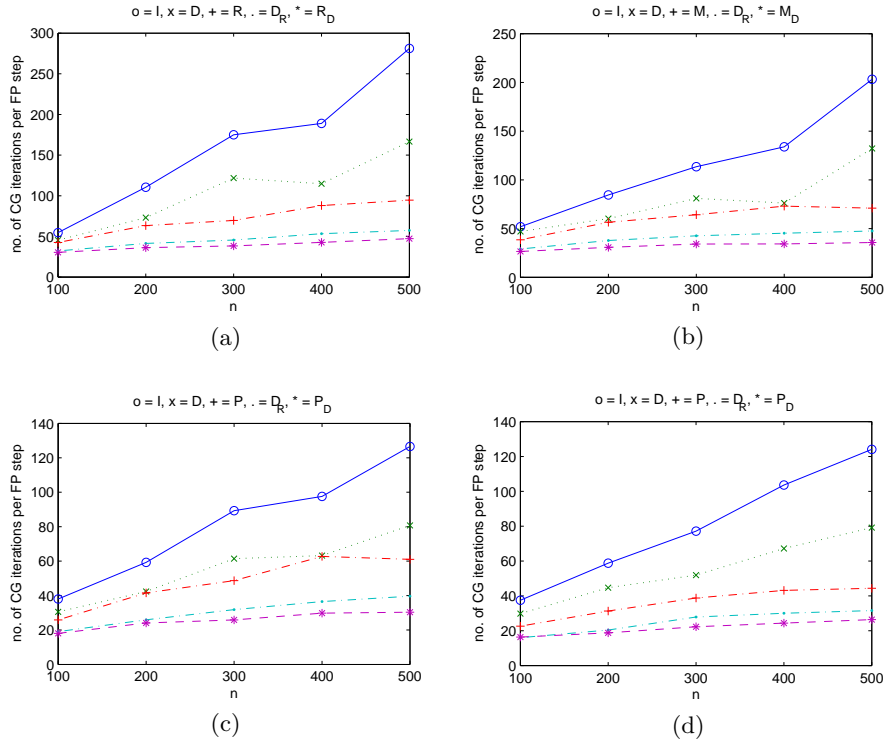 o = I, x = D, + = R, . = D_R, * = R_D
no. of CG iterations per FP step
300
250
200
150
100
50
0
100 200 300 400 500
n
(a)
o = I, x = D, + = M, . = D_R, * = M_D
no. of CG iterations per FP step
250
200
150
100
50
0
100 200 300 400 500
n
(b)
o = I, x = D, + = P, . = D_R, * = P_D
no. of CG iterations per FP step
140
120
100
80
60
40
20
0
100 200 300 400 500
n
(c)
o = I, x = D, + = P, . = D_R, * = P_D
no. of CG iterations per FP step
140
120
100
80
60
40
20
0
100 200 300 400 500
n
(d)